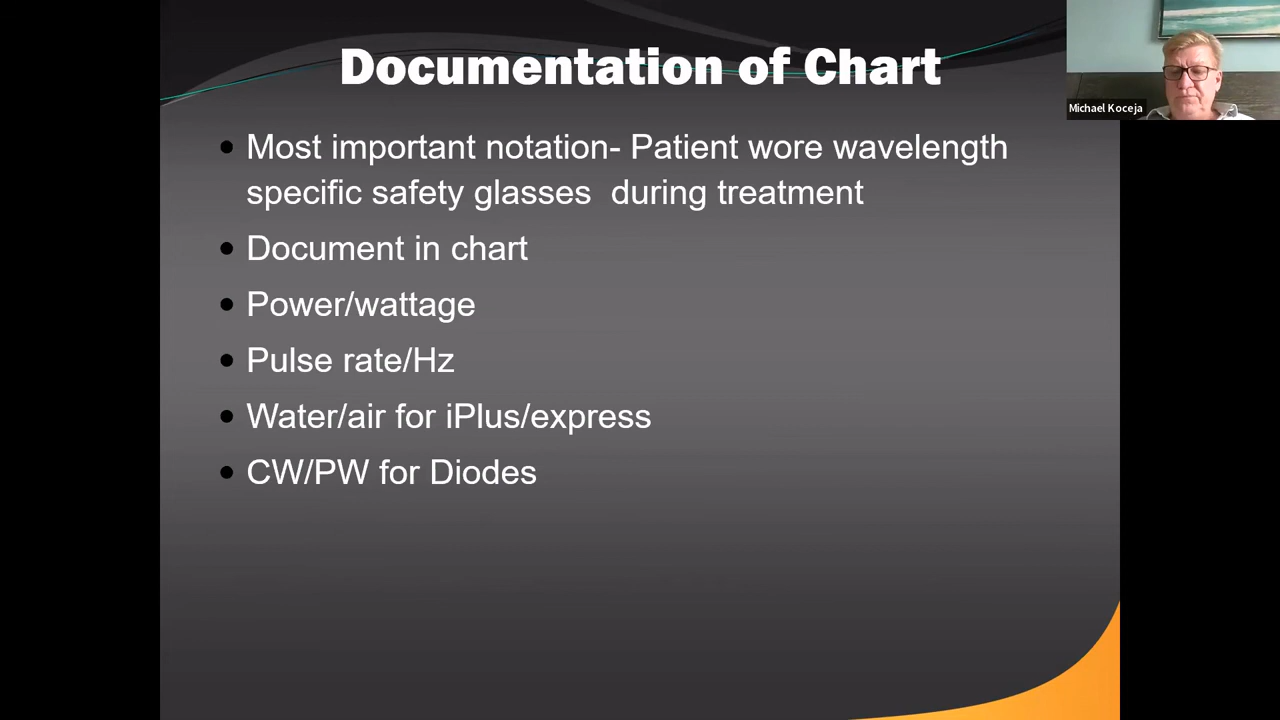 Documentation of Chart
Michael Koceja
• Most important notation- Patient wore wavelength
specific safety glasses  during treatment
• Document in chart
• Power/wattage
• Pulse rate/Hz
• Water/air for iPlus/express
• CW/PW for Diodes